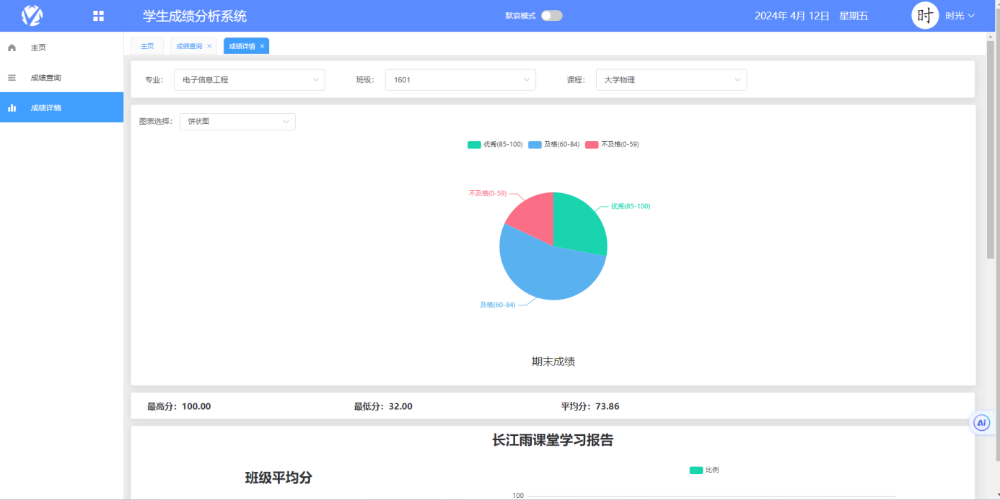 学生成绩分析系统
默哀模式
2024年 4月 12日 星期五
时
时光
主页
成绩查询
成绩详情
主页 成绩查询 × 成绩详情 ×
专业： 电子信息工程 班级： 1601 课程： 大学物理
图表选择： 饼状图
优秀(85-100) 及格(60-84) 不及格(0-59)
不及格(0-59)
优秀(85-100)
及格(60-84)
期末成绩
最高分：100.00 最低分：32.00 平均分：73.86
Ai
长江雨课堂学习报告
比例
班级平均分
100